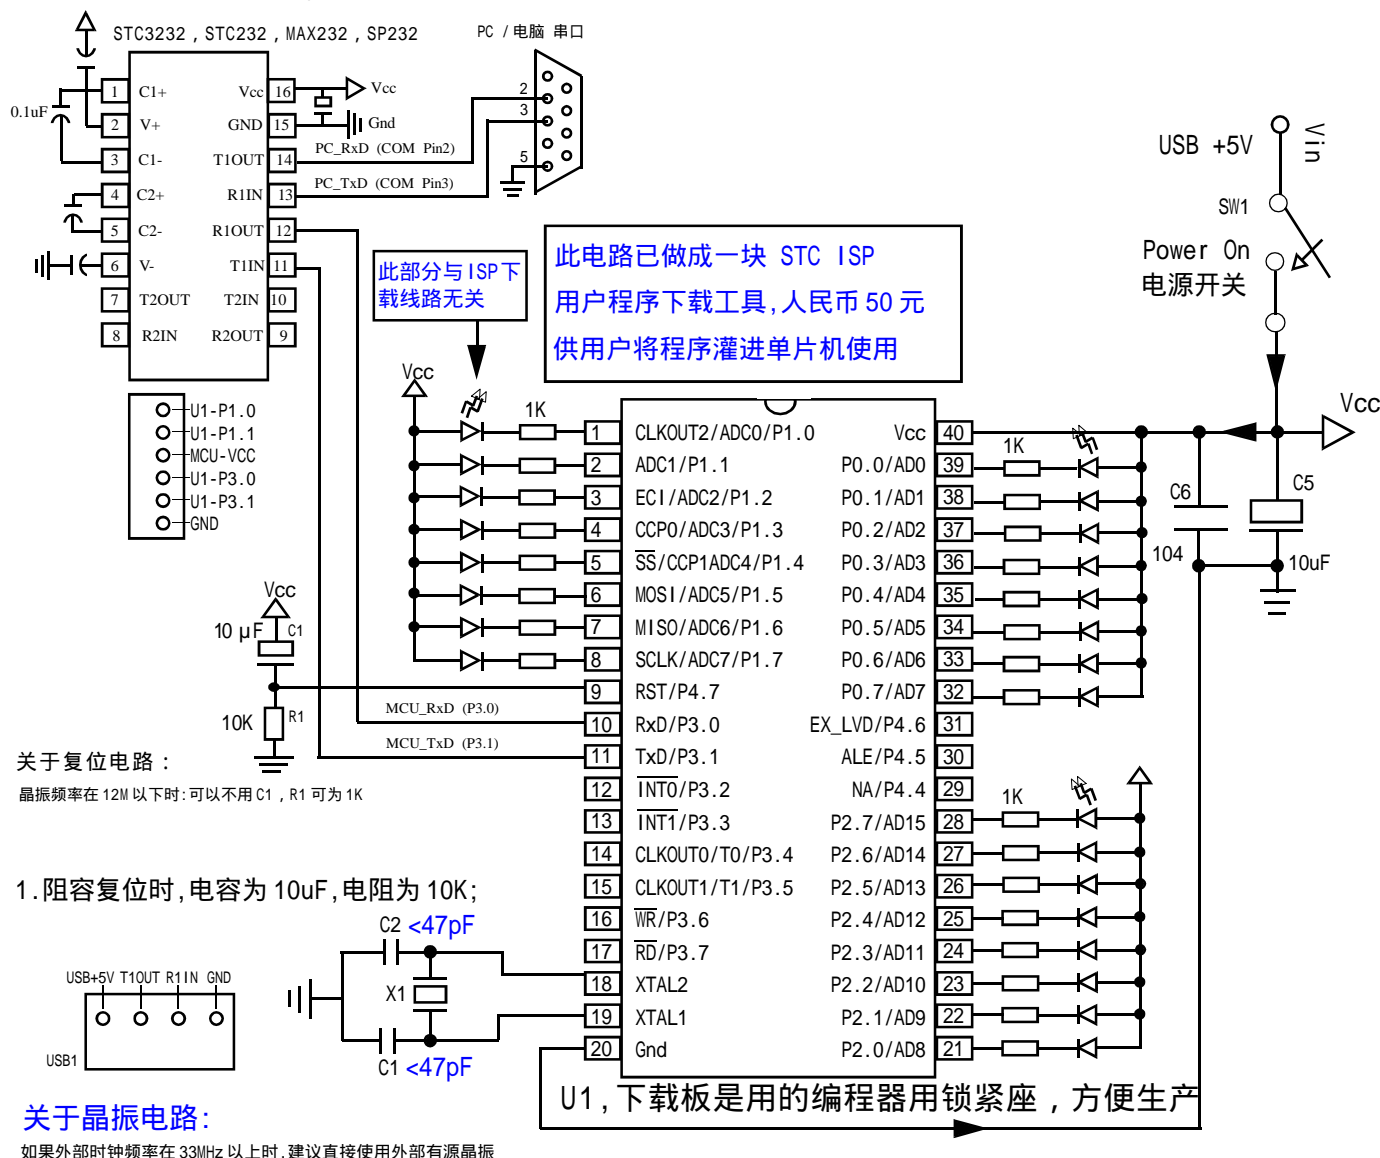 STC3232 , STC232 , MAX232 , SP232
PC / 电脑 串口
0.1uF
1 C1+ Vcc 16 Vcc
2 V+ GND 15 Gnd
3 C1- T1OUT 14 PC_RxD (COM Pin2)
4 C2+ R1IN 13 PC_TxD (COM Pin3)
5 C2- R1OUT 12
6 V- T1IN 11
7 T2OUT T2IN 10
8 R2IN R2OUT 9
2
3
5
USB +5V
Vin
SW1
Power On
电源开关
Vcc
此部分与ISP下
载线路无关
此电路已做成一块 STC ISP
用户程序下载工具,人民币 50 元
供用户将程序灌进单片机使用
U1-P1.0
U1-P1.1
MCU-VCC
U1-P3.0
U1-P3.1
GND
Vcc
1K
1 CLKOUT2/ADC0/P1.0 Vcc 40
2 ADC1/P1.1 P0.0/AD0 39 1K
3 ECI/ADC2/P1.2 P0.1/AD1 38
4 CCP0/ADC3/P1.3 P0.2/AD2 37
5 SS/CCP1ADC4/P1.4 P0.3/AD3 36
6 MOSI/ADC5/P1.5 P0.4/AD4 35
7 MISO/ADC6/P1.6 P0.5/AD5 34
8 SCLK/ADC7/P1.7 P0.6/AD6 33
9 RST/P4.7 P0.7/AD7 32
MCU_RxD (P3.0) 10 RxD/P3.0 EX_LVD/P4.6 31
MCU_TxD (P3.1) 11 TxD/P3.1 ALE/P4.5 30
12 INT0/P3.2 NA/P4.4 29
13 INT1/P3.3 P2.7/AD15 28 1K
14 CLKOUT0/T0/P3.4 P2.6/AD14 27
15 CLKOUT1/T1/P3.5 P2.5/AD13 26
16 WR/P3.6 P2.4/AD12 25
17 RD/P3.7 P2.3/AD11 24
18 XTAL2 P2.2/AD10 23
19 XTAL1 P2.1/AD9 22
20 Gnd P2.0/AD8 21
C6
104
C5
10uF
Vcc
10 μF C1
10K R1
关于复位电路 :
晶振频率在 12M 以下时:可以不用 C1 , R1 可为 1K
1.阻容复位时,电容为 10uF,电阻为 10K;
C2 <47pF
X1
C1 <47pF
USB+5V T1OUT R1IN GND
USB1
U1,下载板是用的编程器用锁紧座 , 方便生产
关于晶振电路:
如果外部时钟频率在 33MHz 以上时,建议直接使用外部有源晶振